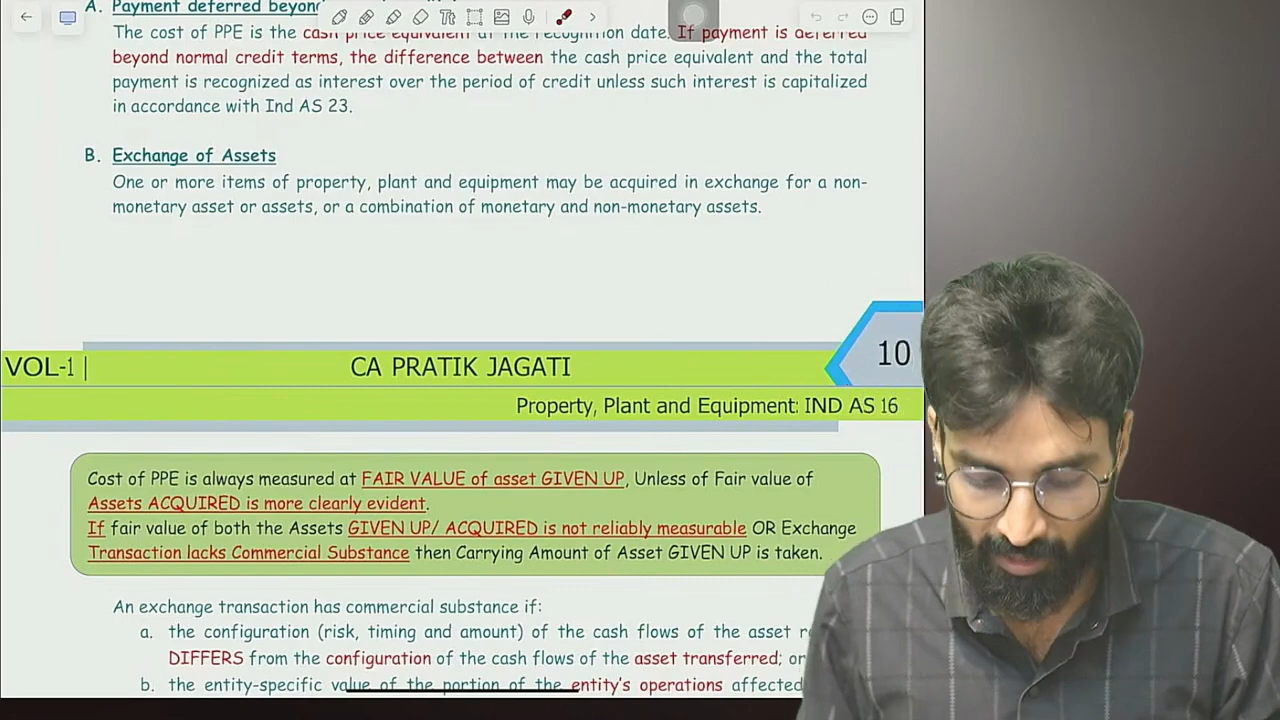 A. Payment deferred beyond
The cost of PPE is the cash price equivalent at the recognition date. If payment is deferred
beyond normal credit terms, the difference between the cash price equivalent and the total
payment is recognized as interest over the period of credit unless such interest is capitalized
in accordance with Ind AS 23.
B. Exchange of Assets
One or more items of property, plant and equipment may be acquired in exchange for a non-
monetary asset or assets, or a combination of monetary and non-monetary assets.
VOL-1 |
CA PRATIK JAGATI
10
Property, Plant and Equipment: IND AS 16
Cost of PPE is always measured at FAIR VALUE of asset GIVEN UP, Unless of Fair value of
Assets ACQUIRED is more clearly evident.
If fair value of both the Assets GIVEN UP/ ACQUIRED is not reliably measurable OR Exchange
Transaction lacks Commercial Substance then Carrying Amount of Asset GIVEN UP is taken.
An exchange transaction has commercial substance if:
a. the configuration (risk, timing and amount) of the cash flows of the asset
DIFFERS from the configuration of the cash flows of the asset transferred; or
b. the entity-specific value of the portion of the entity's operations affected